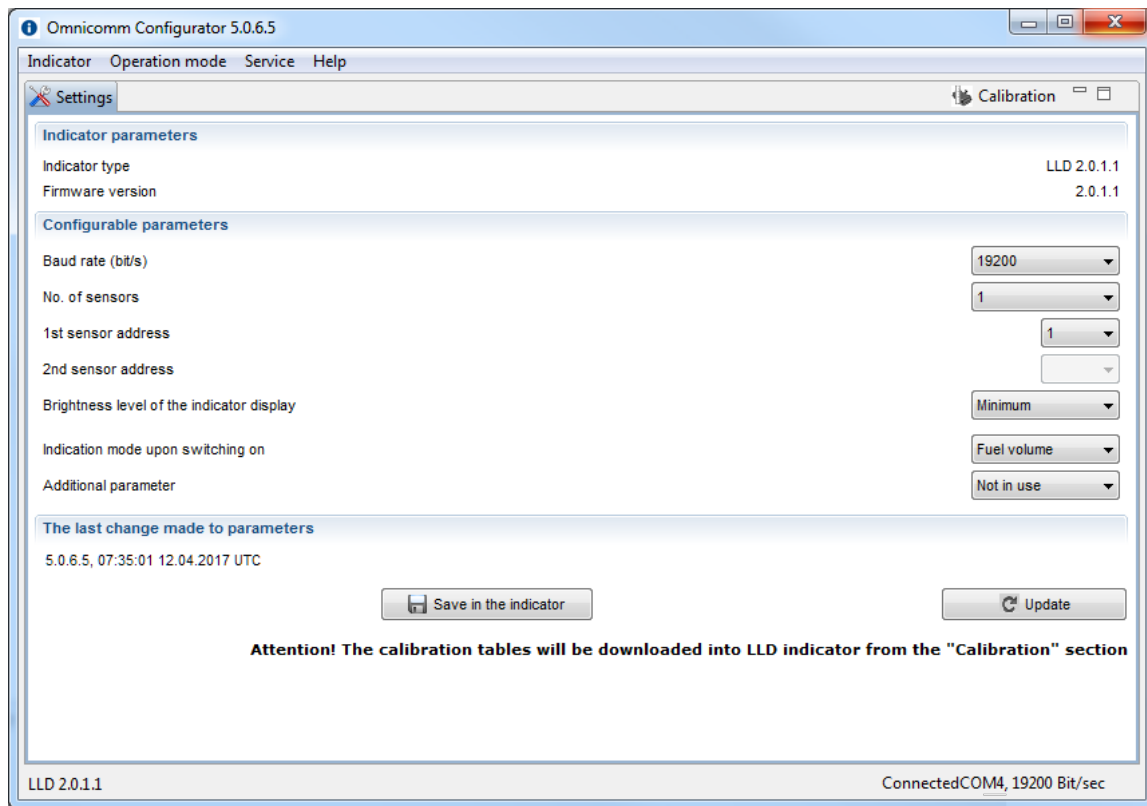 Omnicomm Configurator 5.0.6.5
Indicator Operation mode Service Help
Settings Calibration
Indicator parameters
Indicator type LLD 2.0.1.1
Firmware version 2.0.1.1
Configurable parameters
Baud rate (bit/s) 19200
No. of sensors 1
1st sensor address 1
2nd sensor address
Brightness level of the indicator display Minimum
Indication mode upon switching on Fuel volume
Additional parameter Not in use
The last change made to parameters
5.0.6.5, 07:35:01 12.04.2017 UTC
Save in the indicator Update
Attention! The calibration tables will be downloaded into LLD indicator from the "Calibration" section
LLD 2.0.1.1 ConnectedCOM4, 19200 Bit/sec